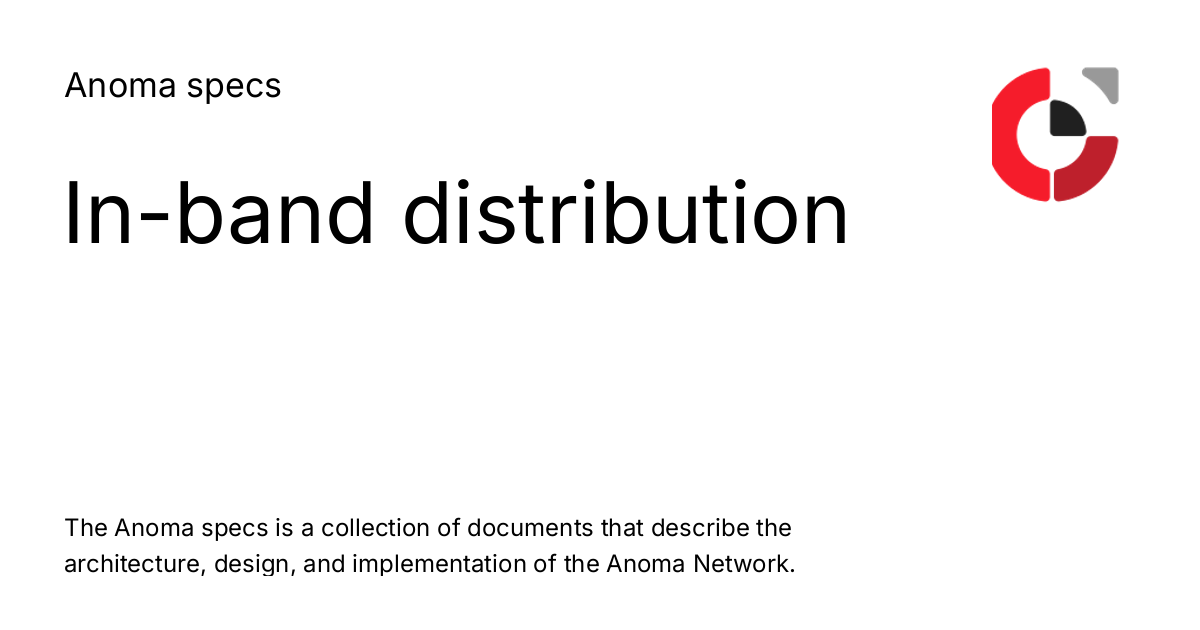 Anoma specs
In-band distribution
The Anoma specs is a collection of documents that describe the
architecture, design, and implementation of the Anoma Network.